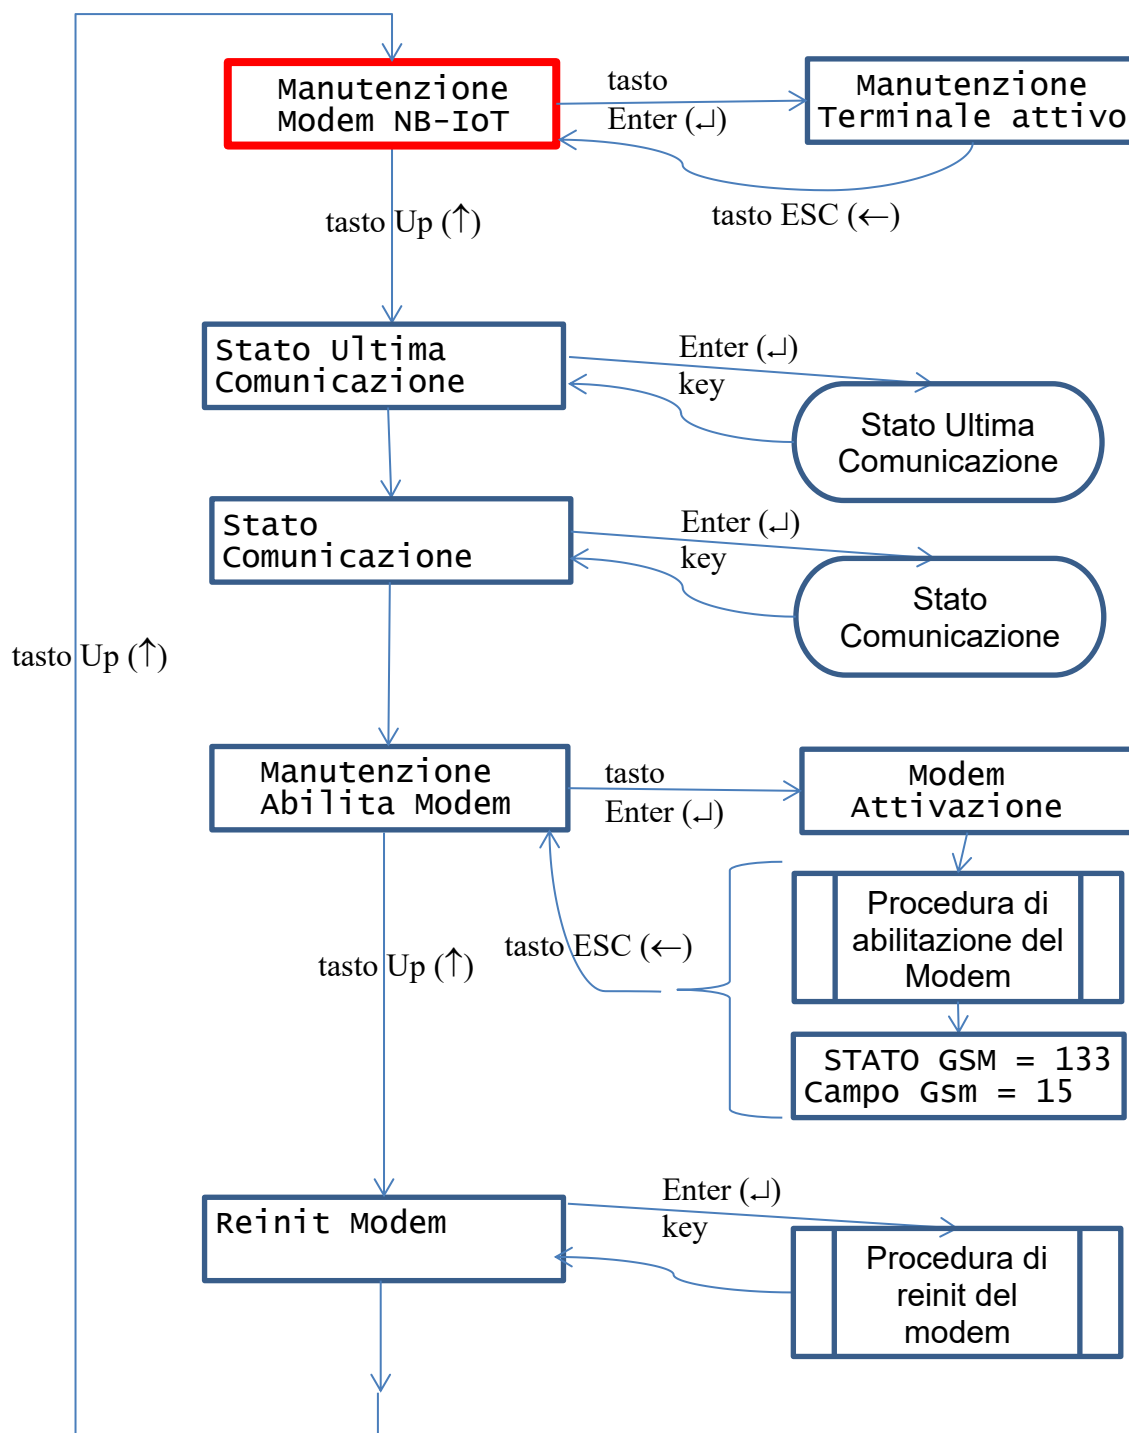 Manutenzione
Modem NB-IoT
tasto
Enter (↵)
Manutenzione
Terminale attivo
tasto ESC (←)
tasto Up (↑)
Stato Ultima
Comunicazione
Enter (↵)
key
Stato Ultima
Comunicazione
Stato
Comunicazione
Enter (↵)
key
Stato
Comunicazione
tasto Up (↑)
Manutenzione
Abilita Modem
tasto
Enter (↵)
Modem
Attivazione
tasto Up (↑)
tasto ESC (←)
Procedura di
abilitazione del
Modem
STATO GSM = 133
Campo Gsm = 15
Reinit Modem
Enter (↵)
key
Procedura di
reinit del
modem